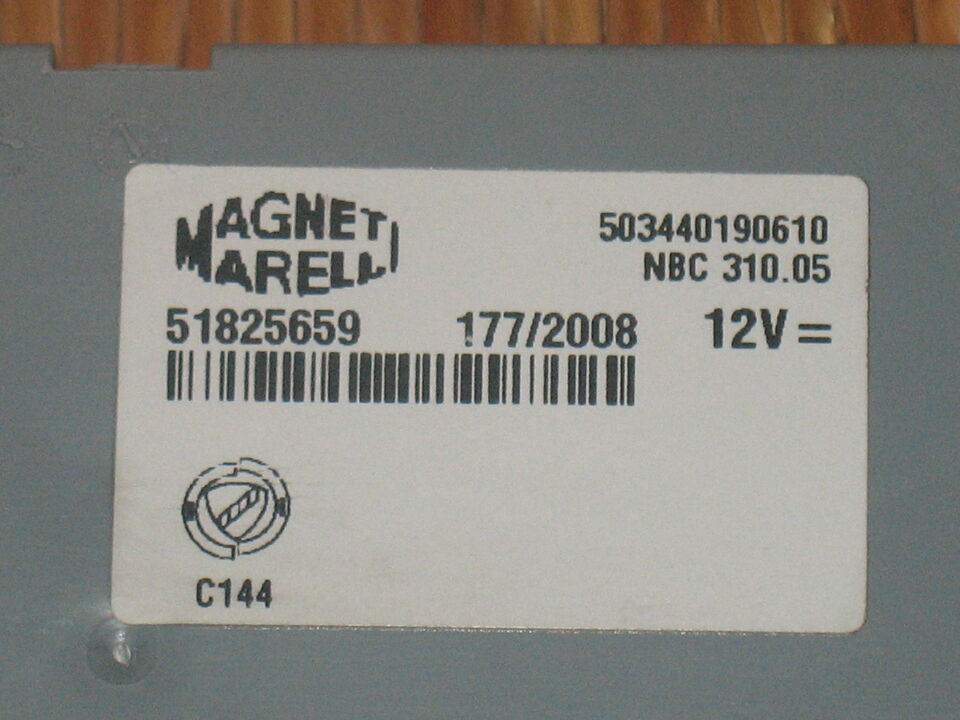 MAGNETI
MARELLI
503440190610
NBC 310.05
51825659 177/2008 12V=
C144